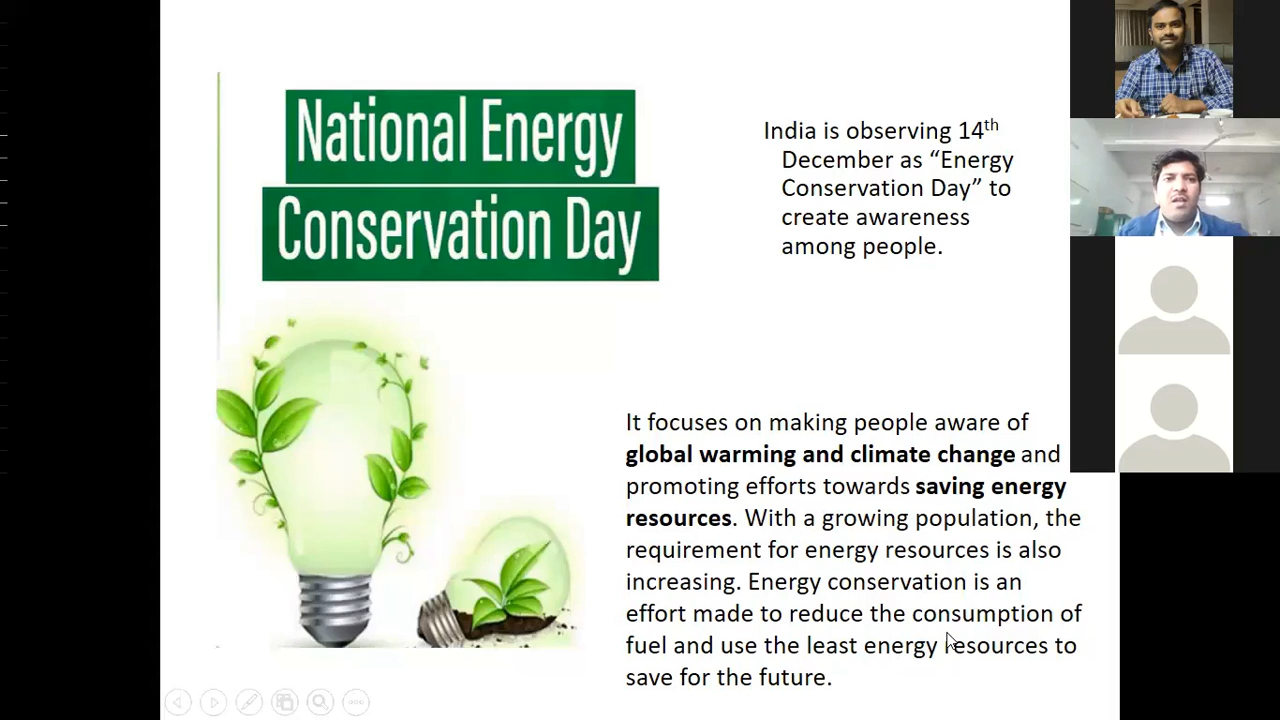 National Energy
Conservation Day
India is observing 14th
December as “Energy
Conservation Day” to
create awareness
among people.
It focuses on making people aware of
global warming and climate change and
promoting efforts towards saving energy
resources. With a growing population, the
requirement for energy resources is also
increasing. Energy conservation is an
effort made to reduce the consumption of
fuel and use the least energy resources to
save for the future.